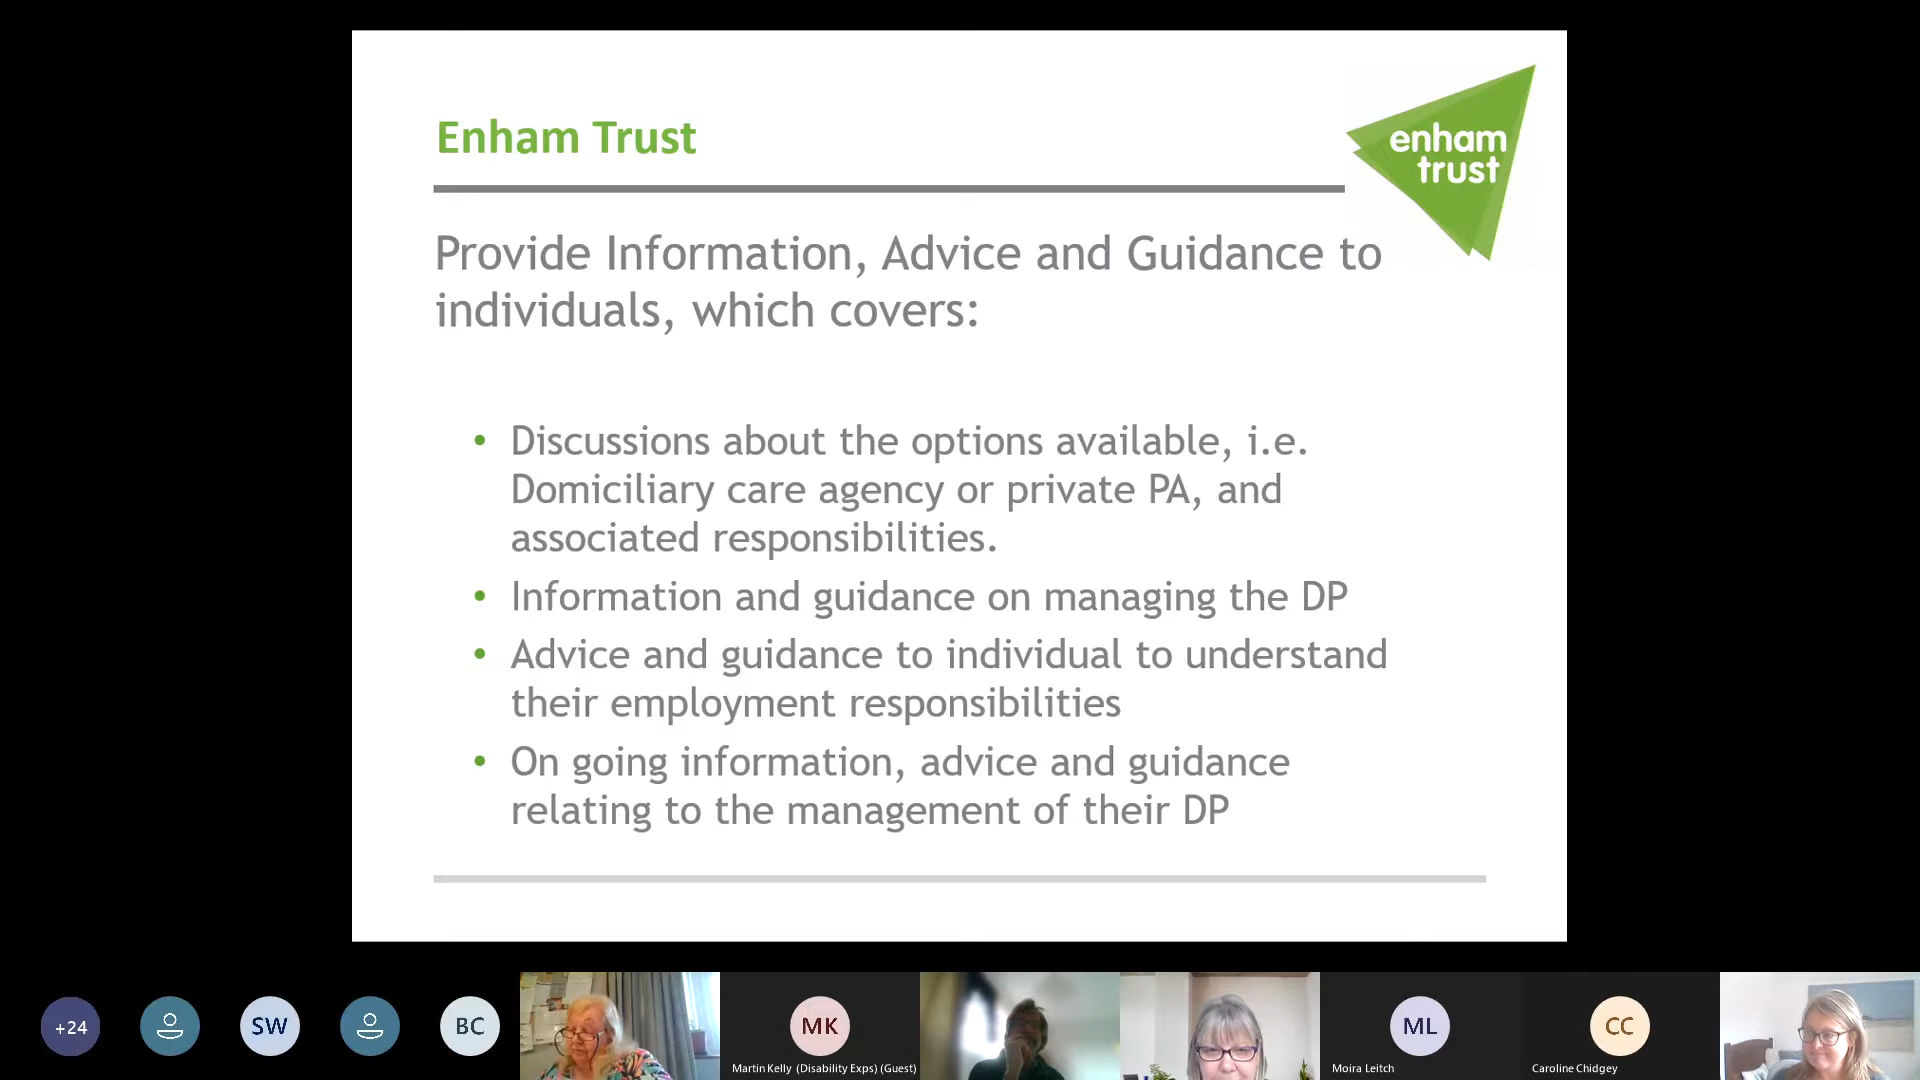 Enham Trust
enham
trust
Provide Information, Advice and Guidance to
individuals, which covers:
• Discussions about the options available, i.e.
Domiciliary care agency or private PA, and
associated responsibilities.
• Information and guidance on managing the DP
• Advice and guidance to individual to understand
their employment responsibilities
• On going information, advice and guidance
relating to the management of their DP
+24
SW
BC
MK
ML
CC
Martin Kelly (Disability Exps) (Guest)
Moira Leitch
Caroline Chidgey